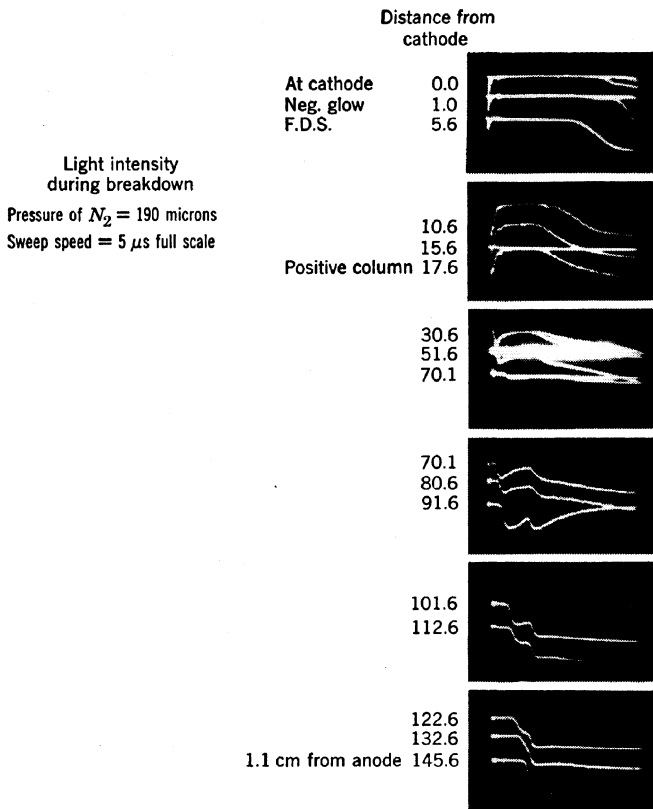 Distance from
cathode
At cathode 0.0
Neg. glow 1.0
F.D.S. 5.6
Light intensity
during breakdown
Pressure of N₂ = 190 microns
Sweep speed = 5 μs full scale
10.6
15.6
Positive column 17.6
30.6
51.6
70.1
70.1
80.6
91.6
101.6
112.6
122.6
132.6
1.1 cm from anode 145.6